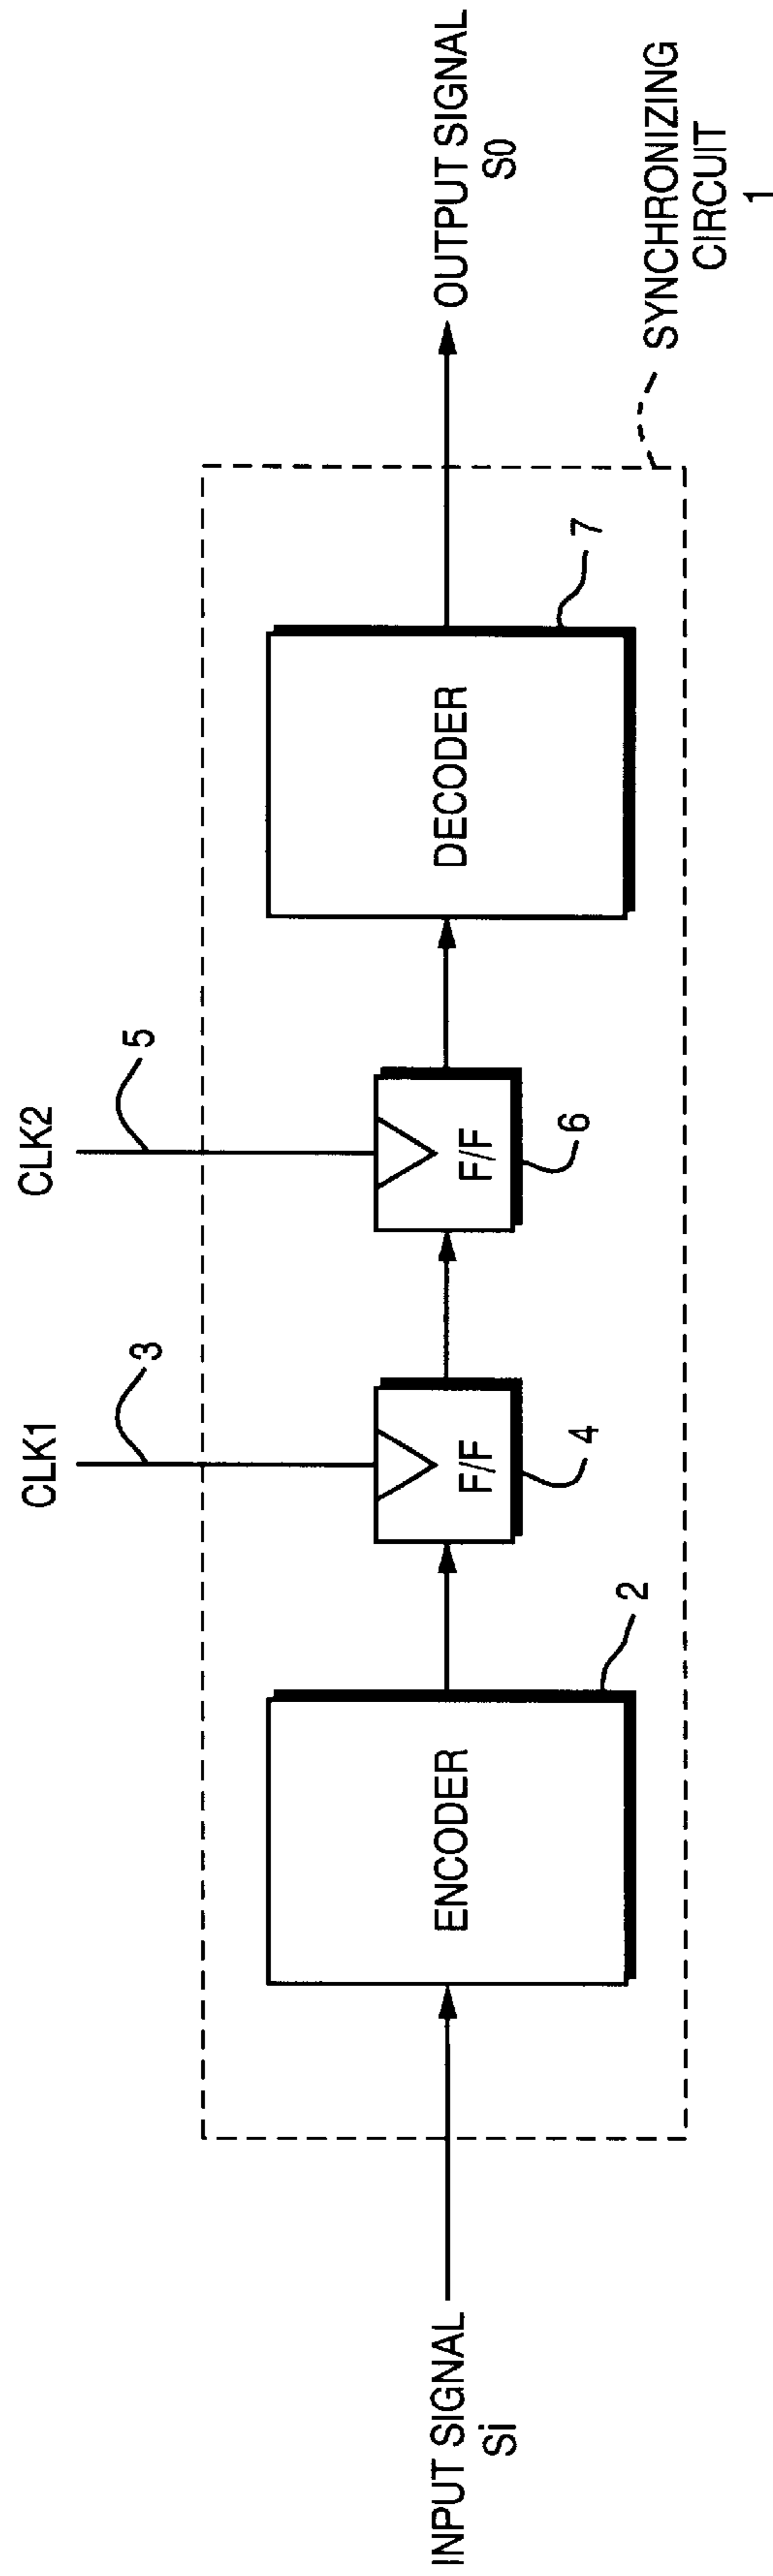 CLK1
CLK2
3
5
INPUT SIGNAL
Si
ENCODER
F/F
F/F
DECODER
OUTPUT SIGNAL
S0
2
4
6
7
SYNCHRONIZING
CIRCUIT
1